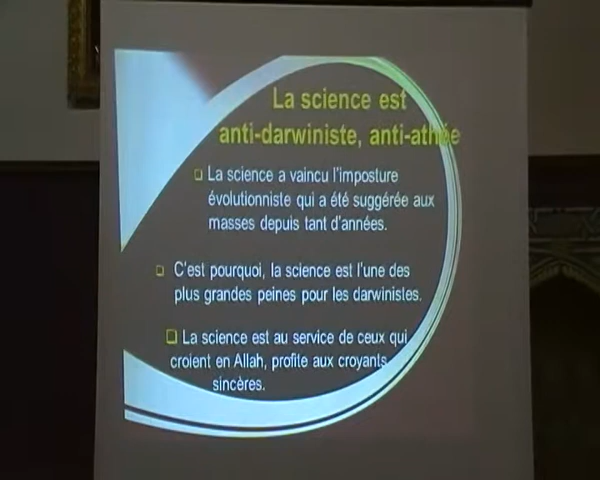 La science est
anti-darwiniste, anti-athée
La science a vaincu l'imposture
évolutionniste qui a été suggérée aux
masses depuis tant d'années.
C'est pourquoi, la science est l'une des
plus grandes peines pour les darwinistes.
La science est au service de ceux qui
croient en Allah, profite aux croyants
sincères.